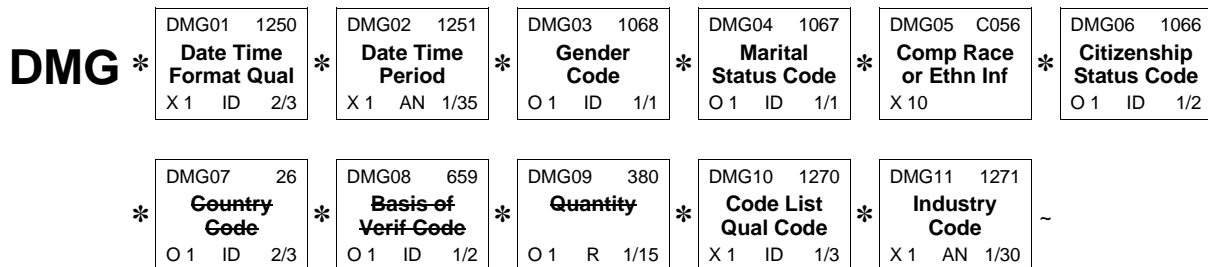 DMG * DMG01 1250 * DMG02 1251 * DMG03 1068 * DMG04 1067 * DMG05 C056 * DMG06 1066
Date Time Date Time Gender Marital Comp Race Citizenship
Format Qual Period Code Status Code or Ethn Inf Status Code
X 1 ID 2/3 X 1 AN 1/35 O 1 ID 1/1 O 1 ID 1/1 X 10 O 1 ID 1/2
* DMG07 26 * DMG08 659 * DMG09 380 * DMG10 1270 * DMG11 1271 ~
Country Basis of Quantity Code List Industry
Code Verif Code Qual Code Code
O 1 ID 2/3 O 1 ID 1/2 O 1 R 1/15 X 1 ID 1/3 X 1 AN 1/30